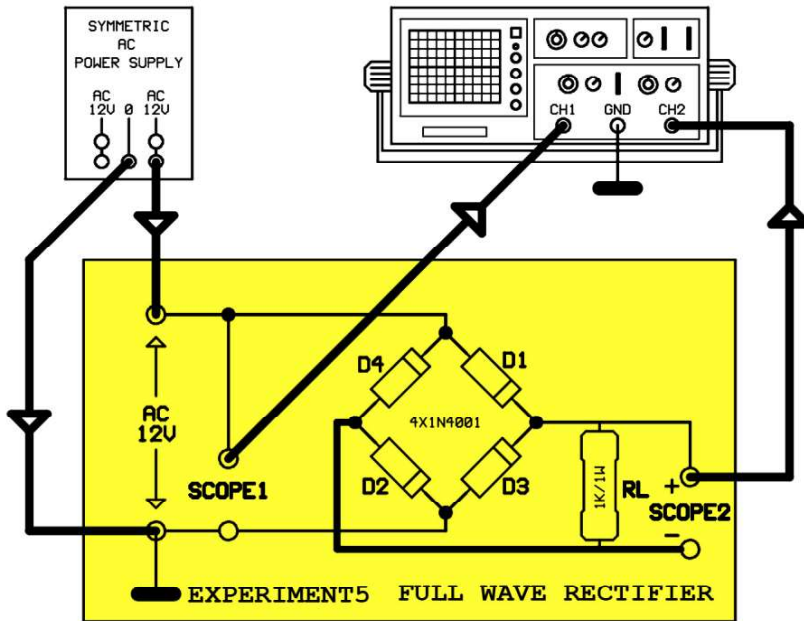 SYMMETRIC
AC
POWER SUPPLY
AC AC
12V 0 12V
CH1 GND CH2
D4 D1
AC
12V
4X1N4001
SCOPE1
D2 D3
1K/1W
RL
+
SCOPE2
-
EXPERIMENT5 FULL WAVE RECTIFIER